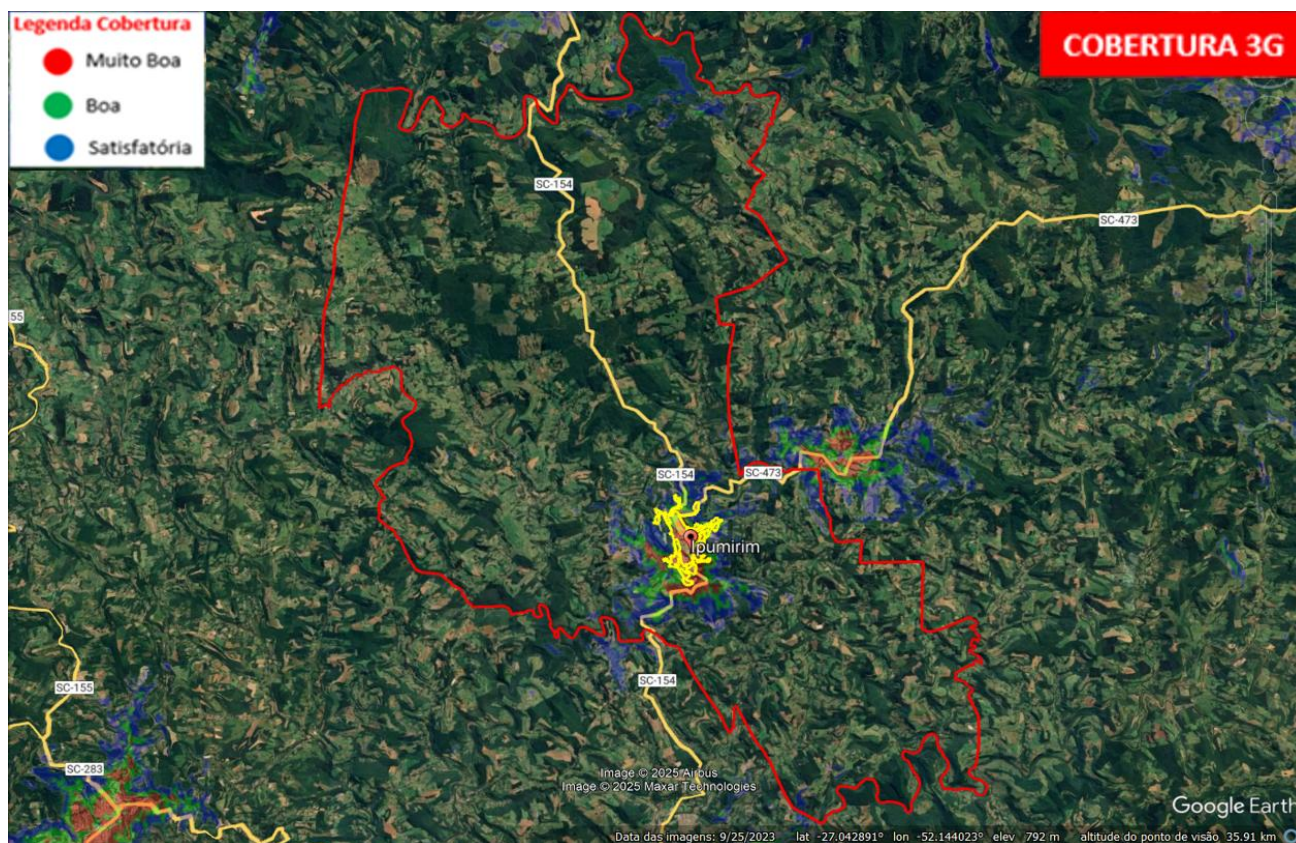 Legenda Cobertura
Muito Boa
Boa
Satisfatória
COBERTURA 3G
SC-154
SC-473
55
SC-154
SC-473
Ipumirim
SC-155
SC-154
SC-283
Image © 2025 Airbus
Image © 2025 Maxar Technologies
Google Earth
Data das imagens: 9/25/2023 lat -27.042891° lon -52.144023° elev 792 m altitude do ponto de visão 35.91 km